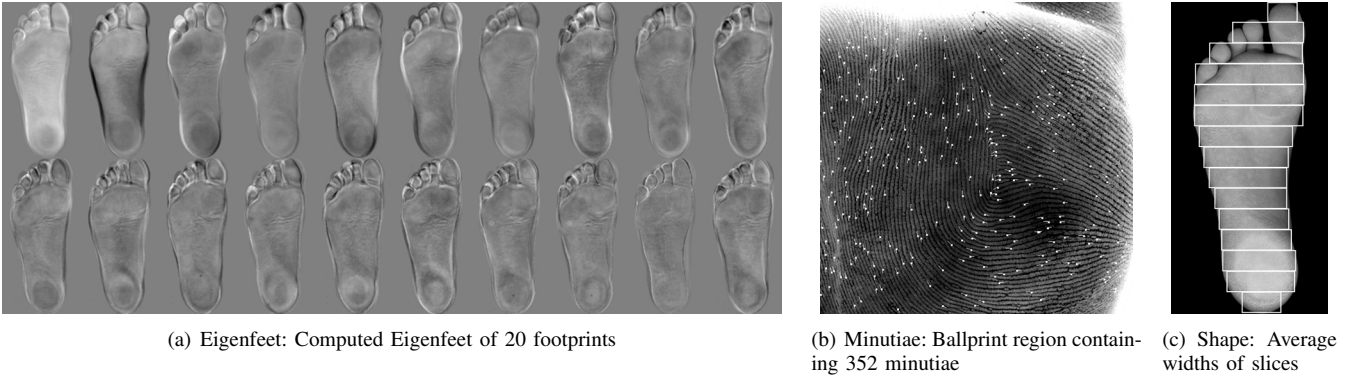 (a) Eigenfeet: Computed Eigenfeet of 20 footprints
(b) Minutiae: Ballprint region contain-
ing 352 minutiae
(c) Shape: Average
widths of slices